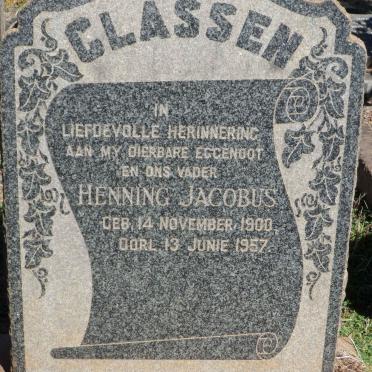 CLASSEN
IN
LIEFDEVOLLE HERINNERING
AAN MY DIERBARE EGGENOOT
EN ONS VADER
HENNING JACOBUS
GEB. 14 NOVEMBER 1900,
OORL. 13 JUNIE 1957.